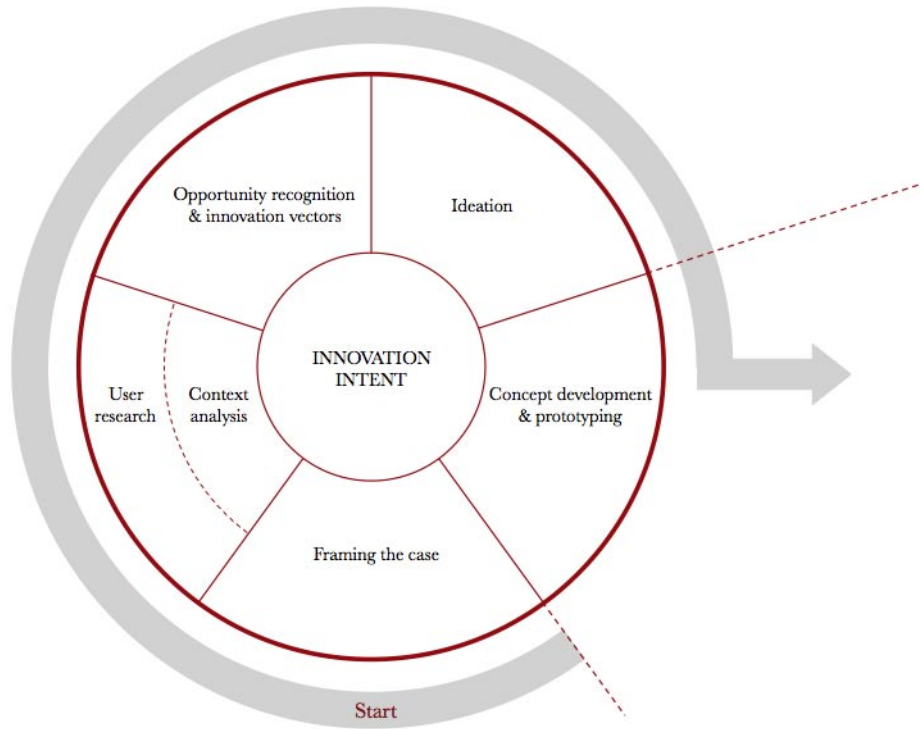 Opportunity recognition
& innovation vectors
Ideation
INNOVATION
INTENT
User
research
Context
analysis
Concept development
& prototyping
Framing the case
Start